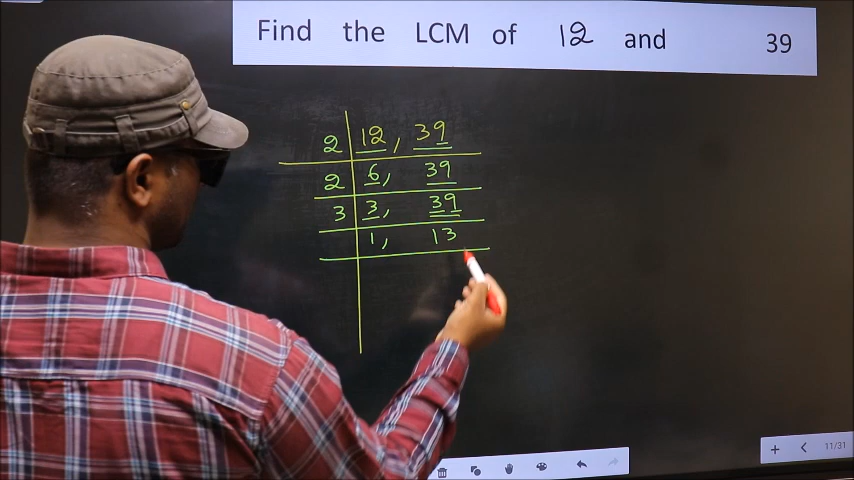 Find the LCM of 12 and 39
2 12, 39
2 6, 39
3 3, 39
1, 13
11/31